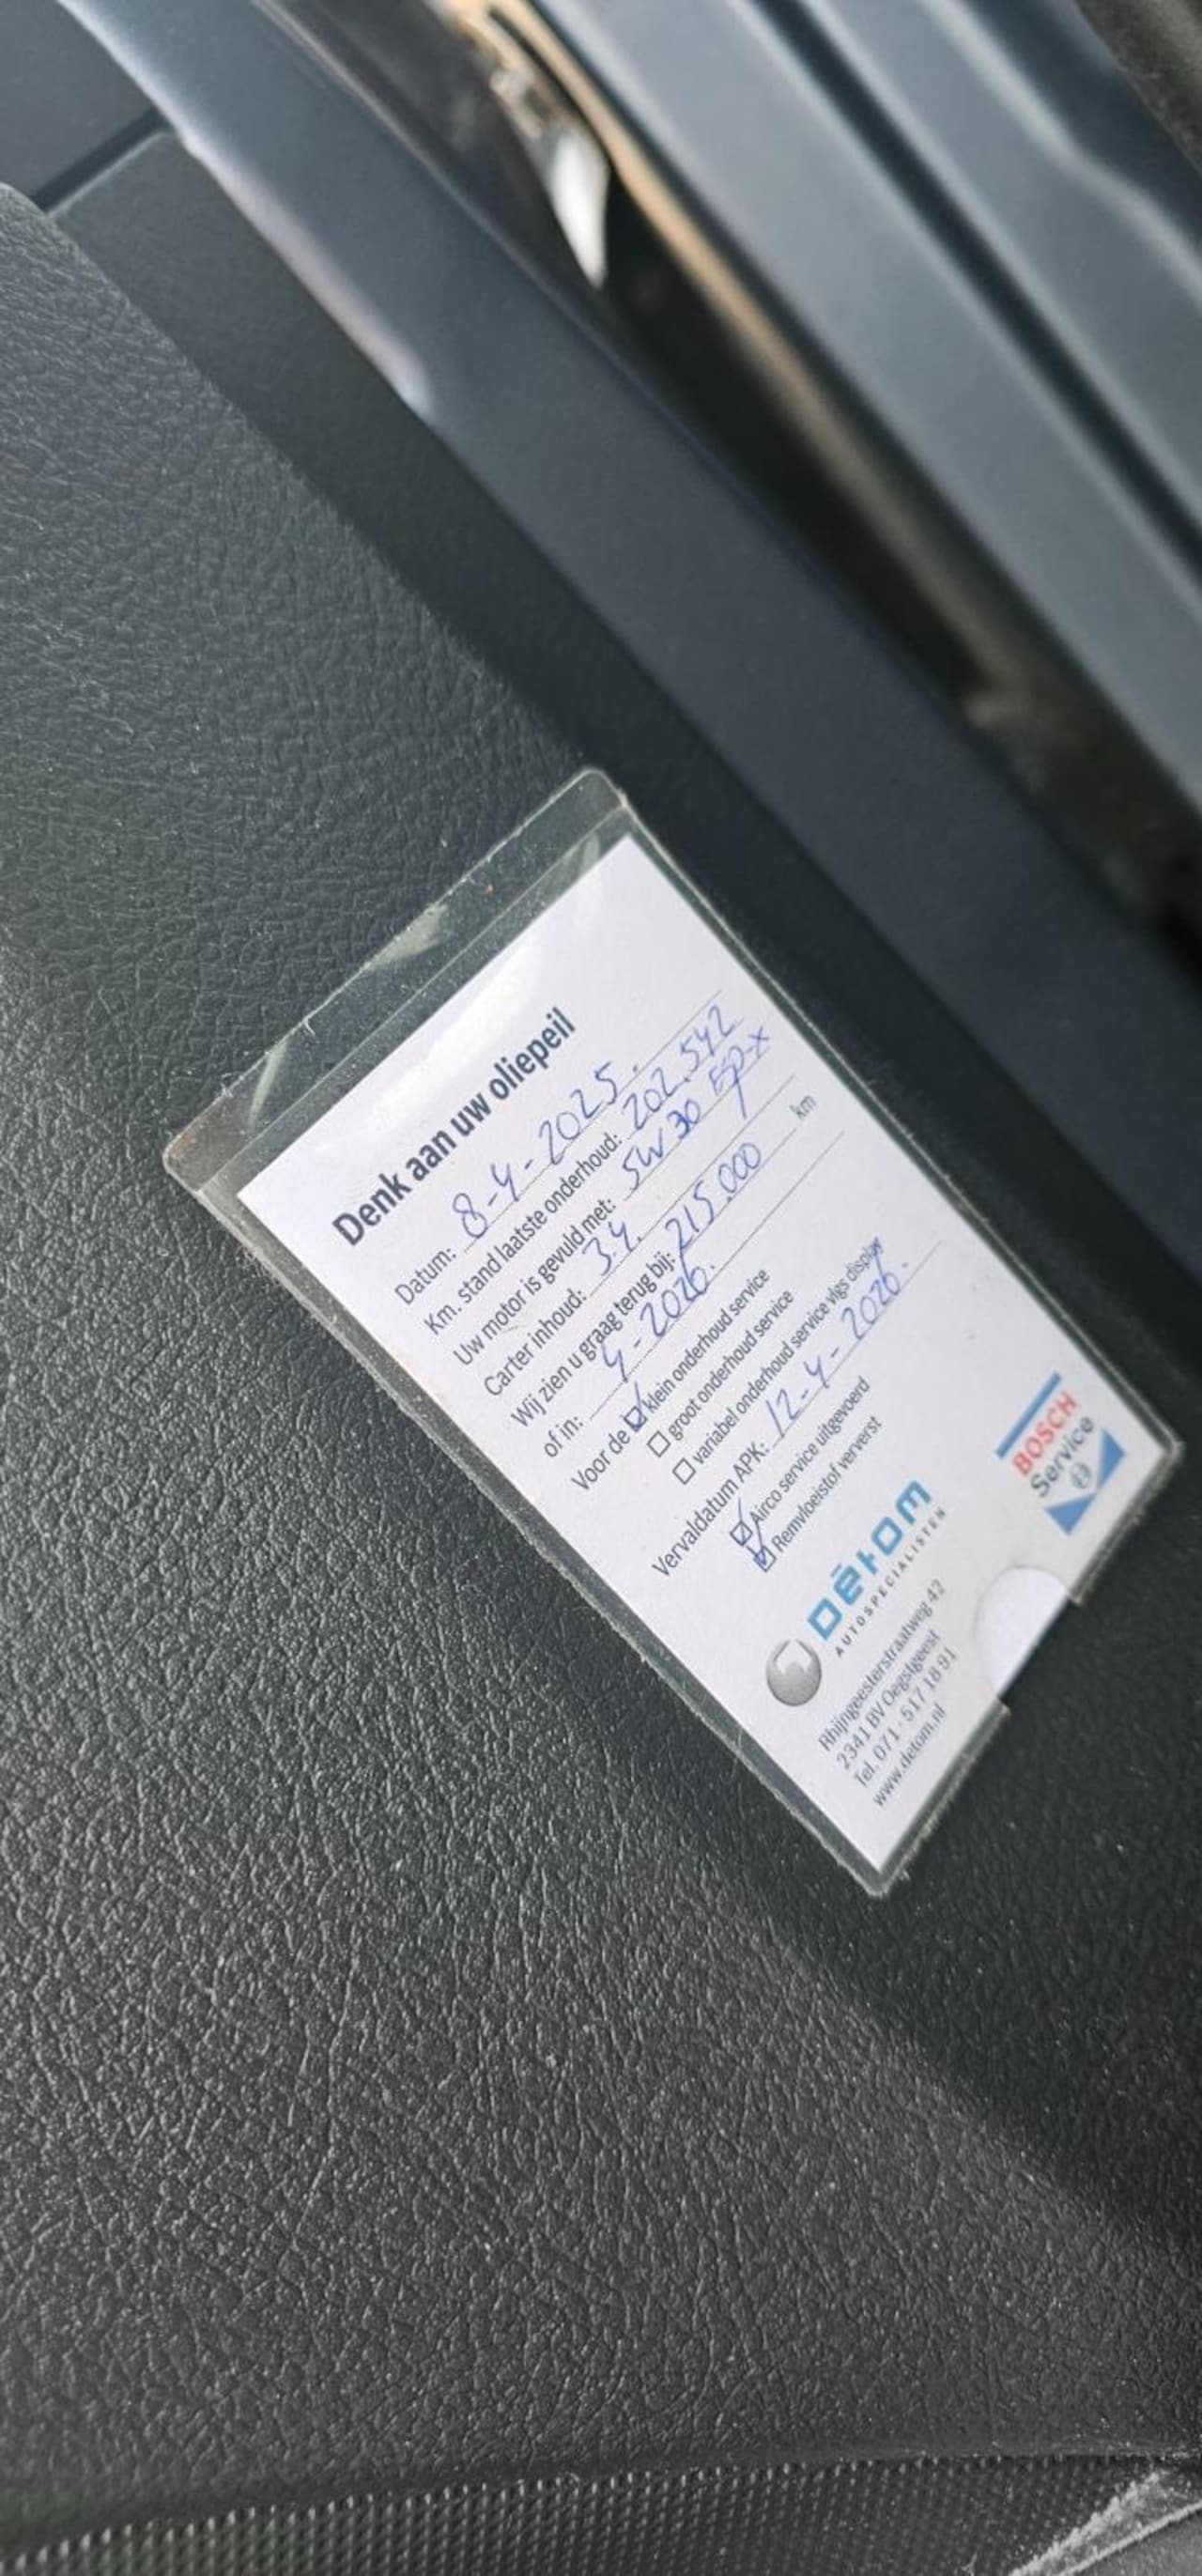 Denk aan uw oliepeil
Datum: 8-4-2025.
Km. stand laatste onderhoud: 202.542
Uw motor is gevuld met: 5W30
Carter inhoud: 3.4.
Wij zien u graag terug bij: 215.000 km
of in: 4-2026.
Voor de klein onderhoud service
groot onderhoud service
variabel onderhoud service vlgs display
Vervaldatum APK: 12-4-2026.
Airco service uitgevoerd
Remvloeistof ververst
DētOM
AUTOSPECIALISTEN
BOSCH
Service
Rhijngeesterstraatweg 42
2341 BV Oegstgeest
Tel. 071 - 517 18 91
www.detom.nl